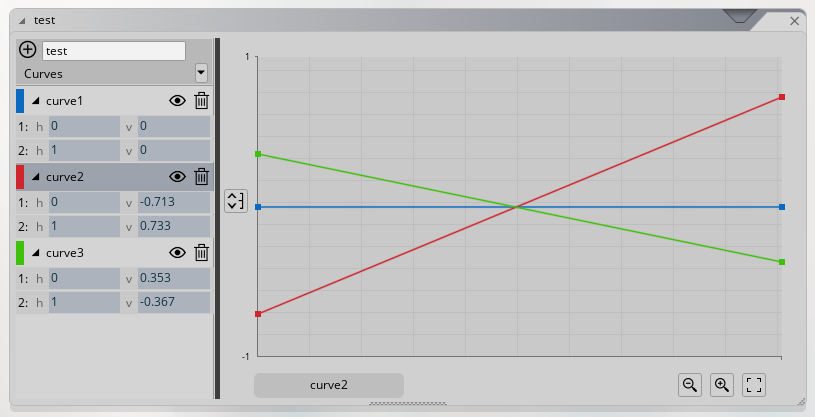 test
test
Curves
curve1
1: h 0 v 0
2: h 1 v 0
curve2
1: h 0 v -0.713
2: h 1 v 0.733
curve3
1: h 0 v 0.353
2: h 1 v -0.367
1
-1
curve2